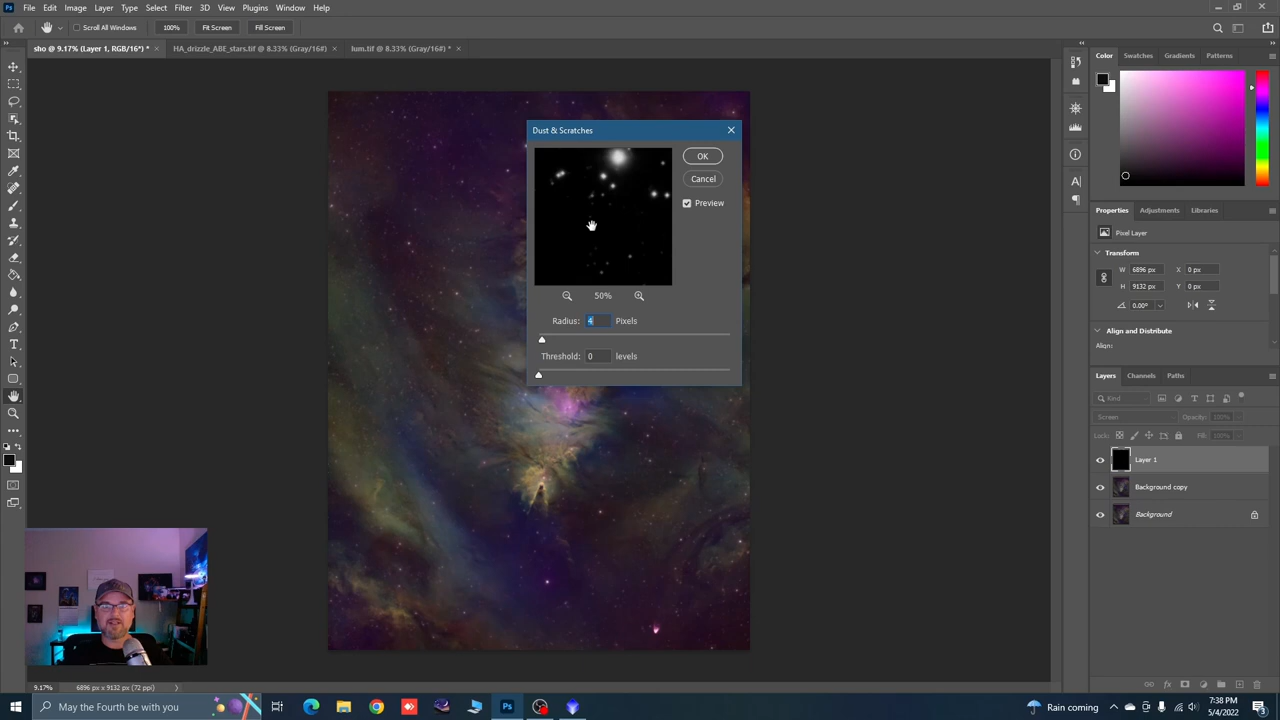 Ps File Edit Image Layer Type Select Filter 3D View Plugins Window Help
Scroll All Windows 100% Fit Screen Fill Screen
sho @ 9.17% (Layer 1, RGB/16*) * HA_drizzle_ABE_stars.tif @ 8.33% (Gray/16#) lum.tif @ 8.33% (Gray/16#) *
Color Swatches Gradients Patterns
Dust & Scratches
OK
Cancel
Preview
50%
Radius: 4 Pixels
Threshold: 0 levels
Properties Adjustments Libraries
Pixel Layer
Transform
W 6896 px X 0 px
H 9132 px Y 0 px
0.00°
Align and Distribute
Align:
Layers Channels Paths
Kind
Screen Opacity: 100%
Lock: Fill: 100%
Layer 1
Background copy
Background
9.17% 6896 px x 9132 px (72 ppi)
May the Fourth be with you
Rain coming
7:38 PM
5/4/2022